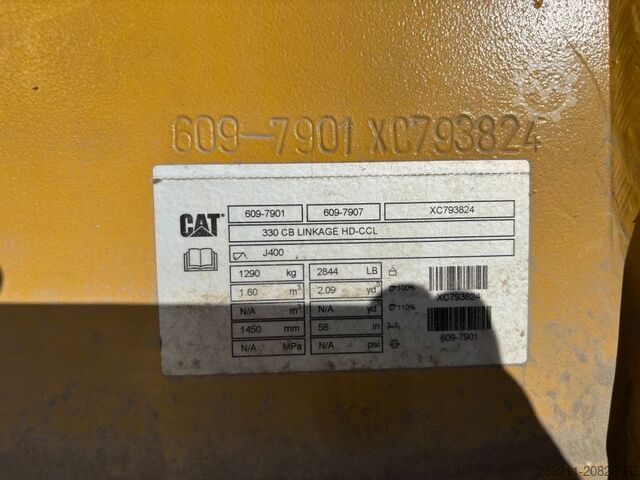 609-7901 XC793824
CAT
609-7901 609-7907 XC793824
330 CB LINKAGE HD-CCL
J400
1290 kg 2844 LB
1.60 m³ 2.09 yd³ 100%
XC793824
N/A m³ N/A yd³ 110%
1450 mm 58 in
609-7901
N/A MPa N/A psi